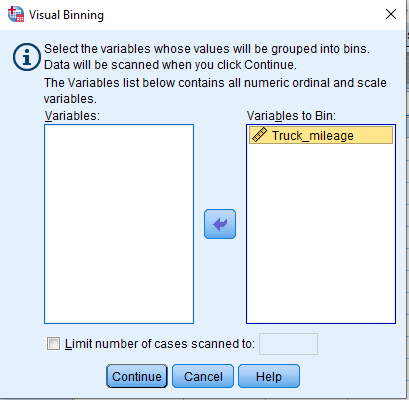 Visual Binning
Select the variables whose values will be grouped into bins.
Data will be scanned when you click Continue.
The Variables list below contains all numeric ordinal and scale
variables.
Variables:
Variables to Bin:
Truck_mileage
Limit number of cases scanned to:
Continue
Cancel
Help